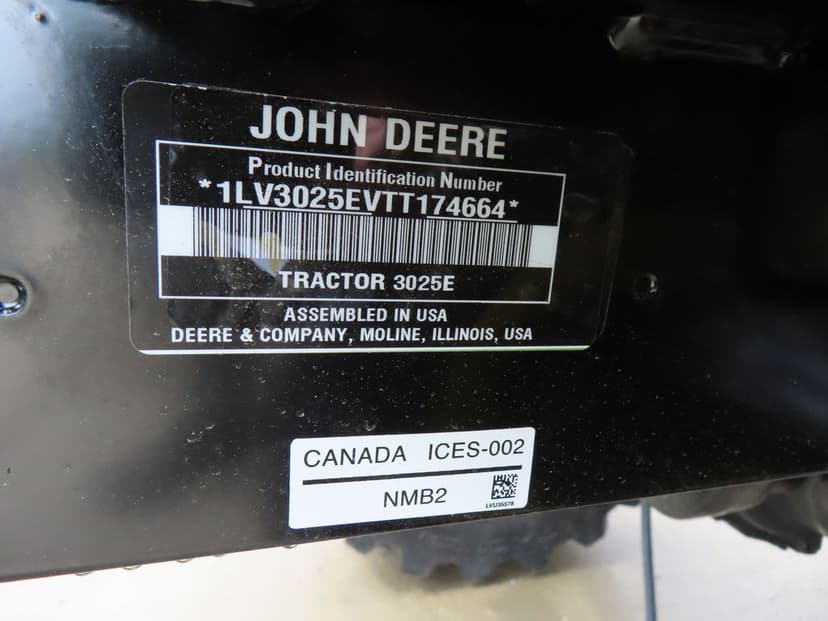 JOHN DEERE
Product Identification Number
*1LV3025EVTT174664*
TRACTOR 3025E
ASSEMBLED IN USA
DEERE & COMPANY, MOLINE, ILLINOIS, USA
CANADA ICES-002
NMB2
LVU35578